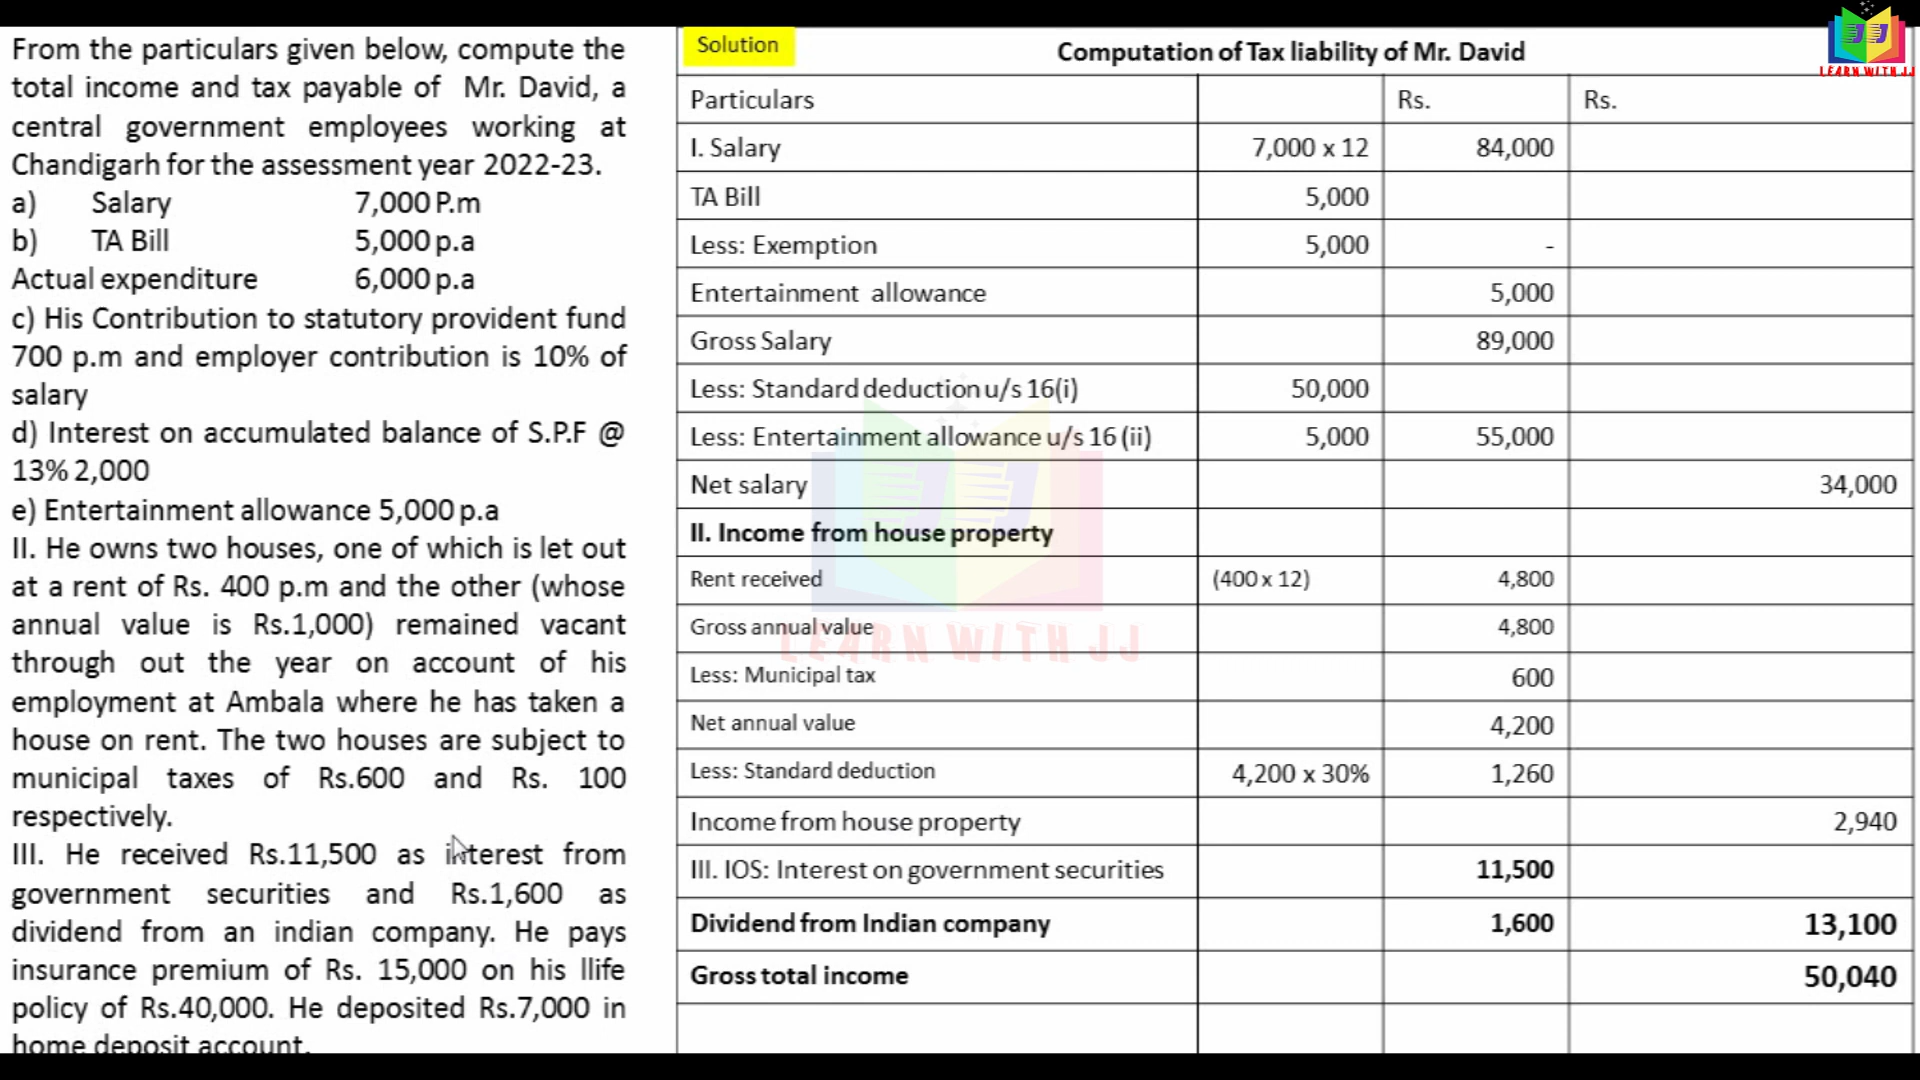 From the particulars given below, compute the
total income and tax payable of Mr. David, a
central government employees working at
Chandigarh for the assessment year 2022-23.
a) Salary 7,000 P.m
b) TA Bill 5,000 p.a
Actual expenditure 6,000 p.a
c) His Contribution to statutory provident fund
700 p.m and employer contribution is 10% of
salary
d) Interest on accumulated balance of S.P.F @
13% 2,000
e) Entertainment allowance 5,000 p.a
II. He owns two houses, one of which is let out
at a rent of Rs. 400 p.m and the other (whose
annual value is Rs.1,000) remained vacant
through out the year on account of his
employment at Ambala where he has taken a
house on rent. The two houses are subject to
municipal taxes of Rs.600 and Rs. 100
respectively.
III. He received Rs.11,500 as interest from
government securities and Rs.1,600 as
dividend from an indian company. He pays
insurance premium of Rs. 15,000 on his llife
policy of Rs.40,000. He deposited Rs.7,000 in
home deposit account.
Solution
Computation of Tax liability of Mr. David
Particulars Rs. Rs.
I. Salary 7,000 x 12 84,000
TA Bill 5,000
Less: Exemption 5,000 -
Entertainment allowance 5,000
Gross Salary 89,000
Less: Standard deduction u/s 16(i) 50,000
Less: Entertainment allowance u/s 16 (ii) 5,000 55,000
Net salary 34,000
II. Income from house property
Rent received (400 x 12) 4,800
Gross annual value 4,800
Less: Municipal tax 600
Net annual value 4,200
Less: Standard deduction 4,200 x 30% 1,260
Income from house property 2,940
III. IOS: Interest on government securities 11,500
Dividend from Indian company 1,600 13,100
Gross total income 50,040
LEARN WITH JJ
LEARN WITH JJ